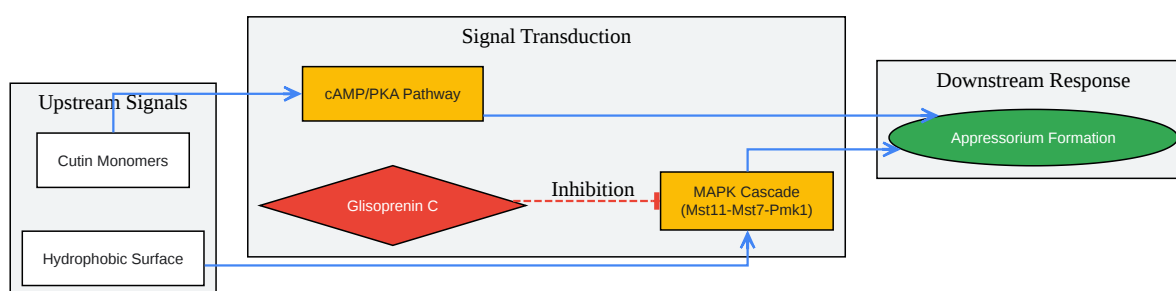 Upstream Signals
Cutin Monomers
Hydrophobic Surface
Signal Transduction
cAMP/PKA Pathway
Glisoprenin C
Inhibition
MAPK Cascade
(Mst11-Mst7-Pmk1)
Downstream Response
Appressorium Formation